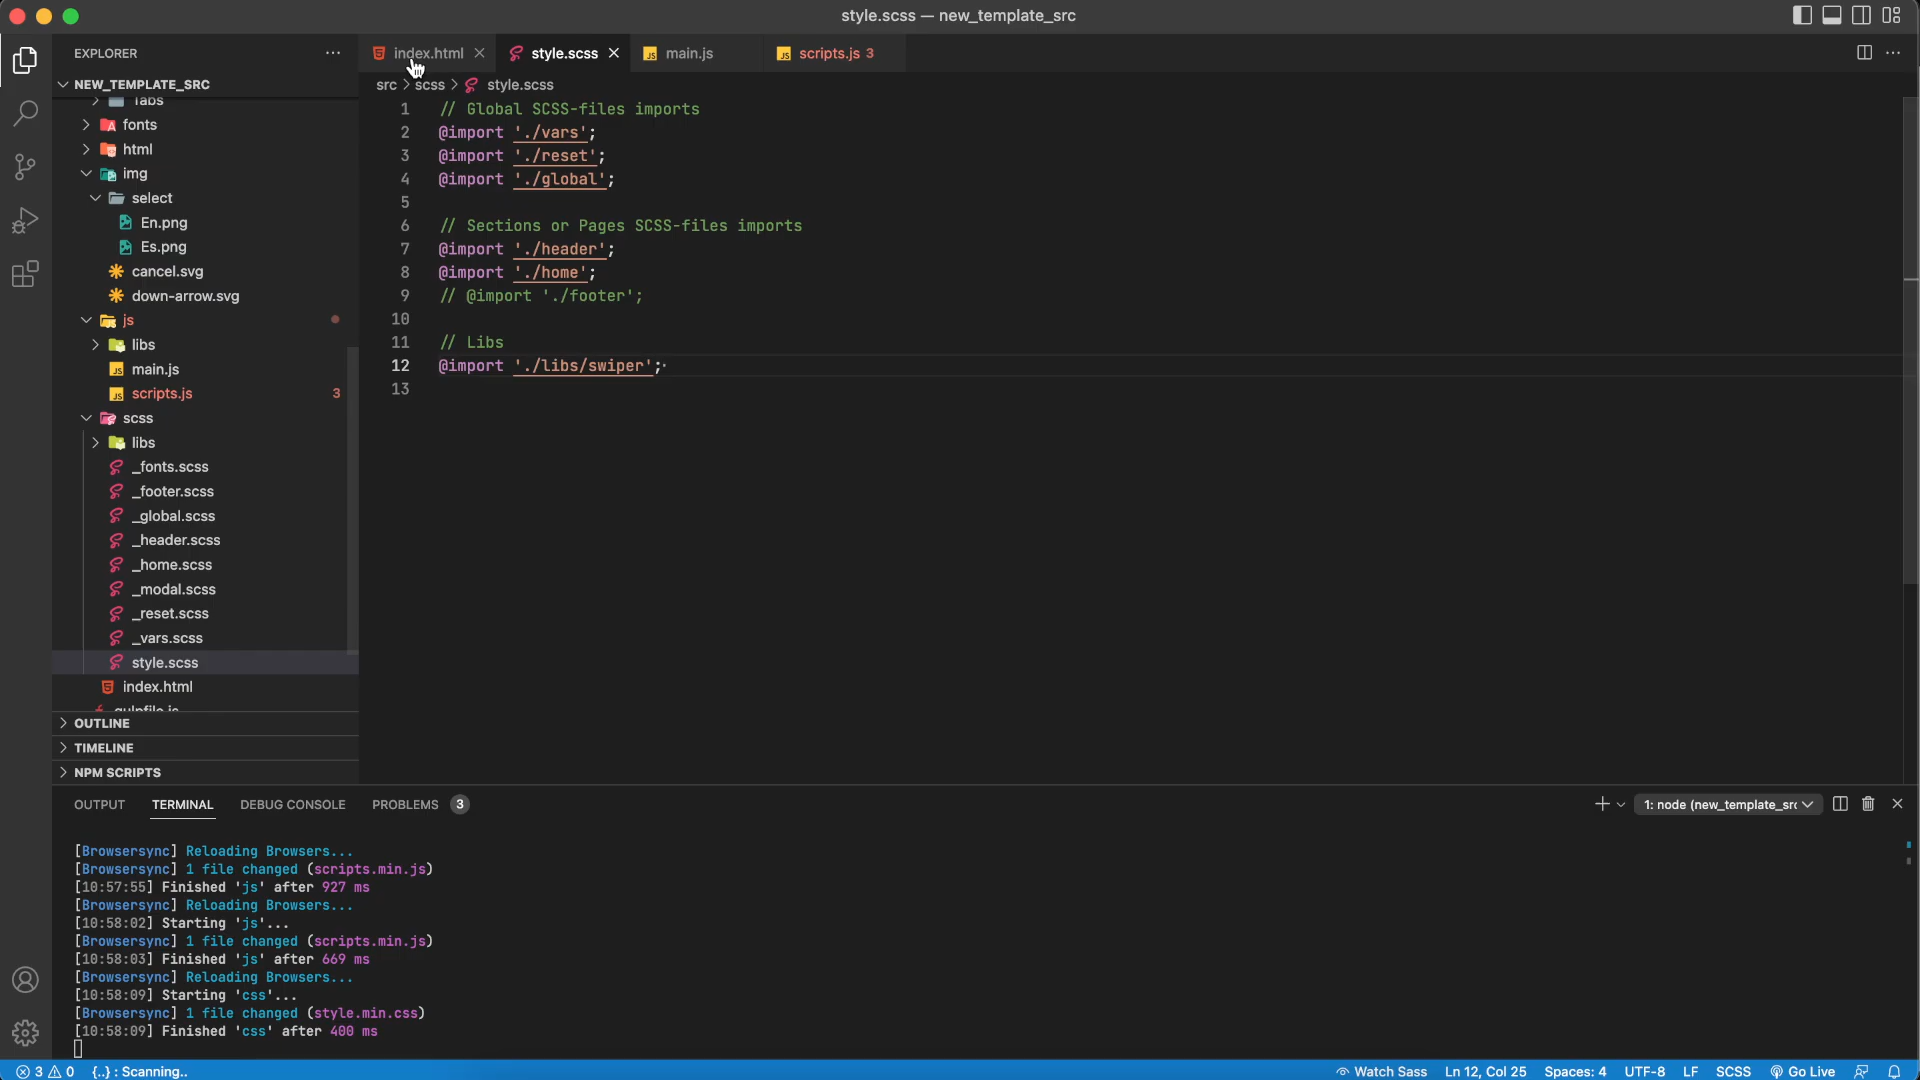 style.scss — new_template_src
EXPLORER
index.html
style.scss
main.js
scripts.js 3
NEW_TEMPLATE_SRC
src > scss > style.scss
Tabs
fonts
html
img
select
En.png
Es.png
cancel.svg
down-arrow.svg
js
libs
main.js
scripts.js 3
scss
libs
_fonts.scss
_footer.scss
_global.scss
_header.scss
_home.scss
_modal.scss
_reset.scss
_vars.scss
style.scss
index.html
gulpfile.js
OUTLINE
TIMELINE
NPM SCRIPTS
1 // Global SCSS-files imports
2 @import './vars';
3 @import './reset';
4 @import './global';
5
6 // Sections or Pages SCSS-files imports
7 @import './header';
8 @import './home';
9 // @import './footer';
10
11 // Libs
12 @import './libs/swiper';
13
OUTPUT TERMINAL DEBUG CONSOLE PROBLEMS 3
1: node (new_template_src
[Browsersync] Reloading Browsers...
[Browsersync] 1 file changed (scripts.min.js)
[10:57:55] Finished 'js' after 927 ms
[Browsersync] Reloading Browsers...
[10:58:02] Starting 'js'...
[Browsersync] 1 file changed (scripts.min.js)
[10:58:03] Finished 'js' after 669 ms
[Browsersync] Reloading Browsers...
[10:58:09] Starting 'css'...
[Browsersync] 1 file changed (style.min.css)
[10:58:09] Finished 'css' after 400 ms
3 0 {..} : Scanning.. Watch Sass Ln 12, Col 25 Spaces: 4 UTF-8 LF SCSS Go Live